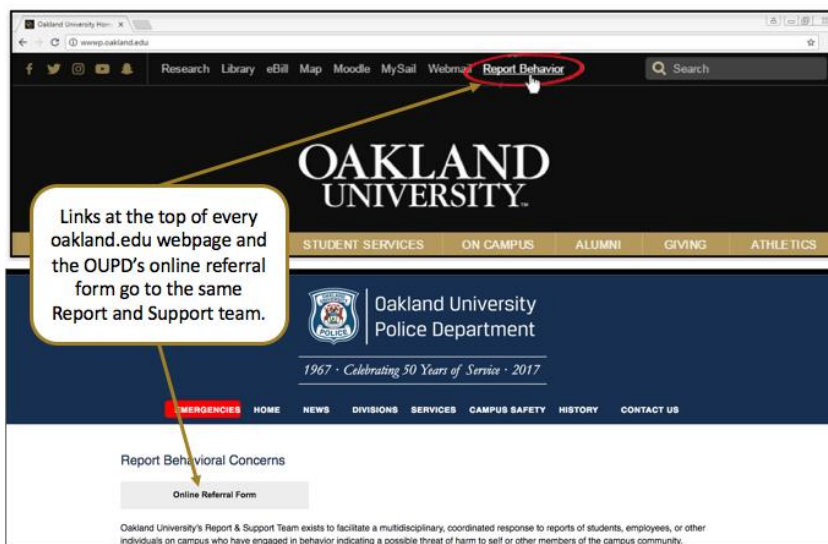 Oakland University Hom
wwwp.oakland.edu
Research Library eBill Map Moodle MySail Webmail Report Behavior Search
OAKLAND
UNIVERSITY
STUDENT SERVICES ON CAMPUS ALUMNI GIVING ATHLETICS
Links at the top of every
oakland.edu webpage and
the OUPD's online referral
form go to the same
Report and Support team.
POLICE
Oakland University
Police Department
1967 · Celebrating 50 Years of Service · 2017
EMERGENCIES HOME NEWS DIVISIONS SERVICES CAMPUS SAFETY HISTORY CONTACT US
Report Behavioral Concerns
Online Referral Form
Oakland University's Report & Support Team exists to facilitate a multidisciplinary, coordinated response to reports of students, employees, or other
individuals on campus who have engaged in behavior indicating a possible threat of harm to self or other members of the campus community.